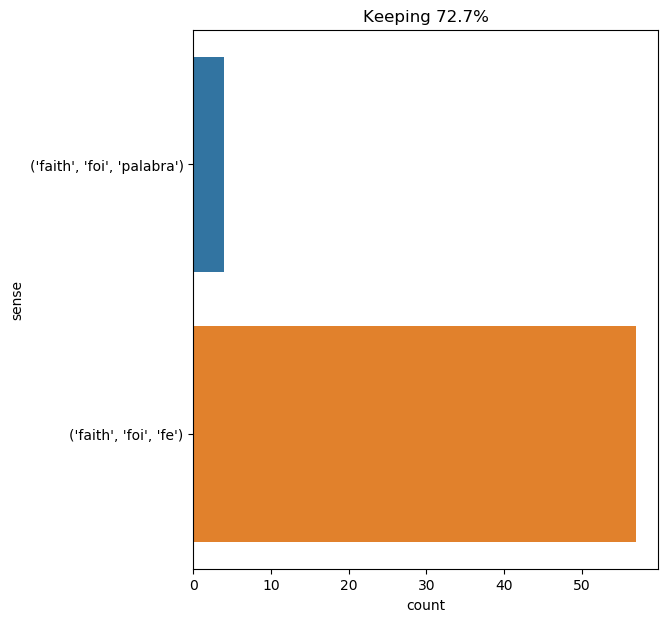 Keeping 72.7%
('faith', 'foi', 'palabra')
sense
('faith', 'foi', 'fe')
0 10 20 30 40 50
count